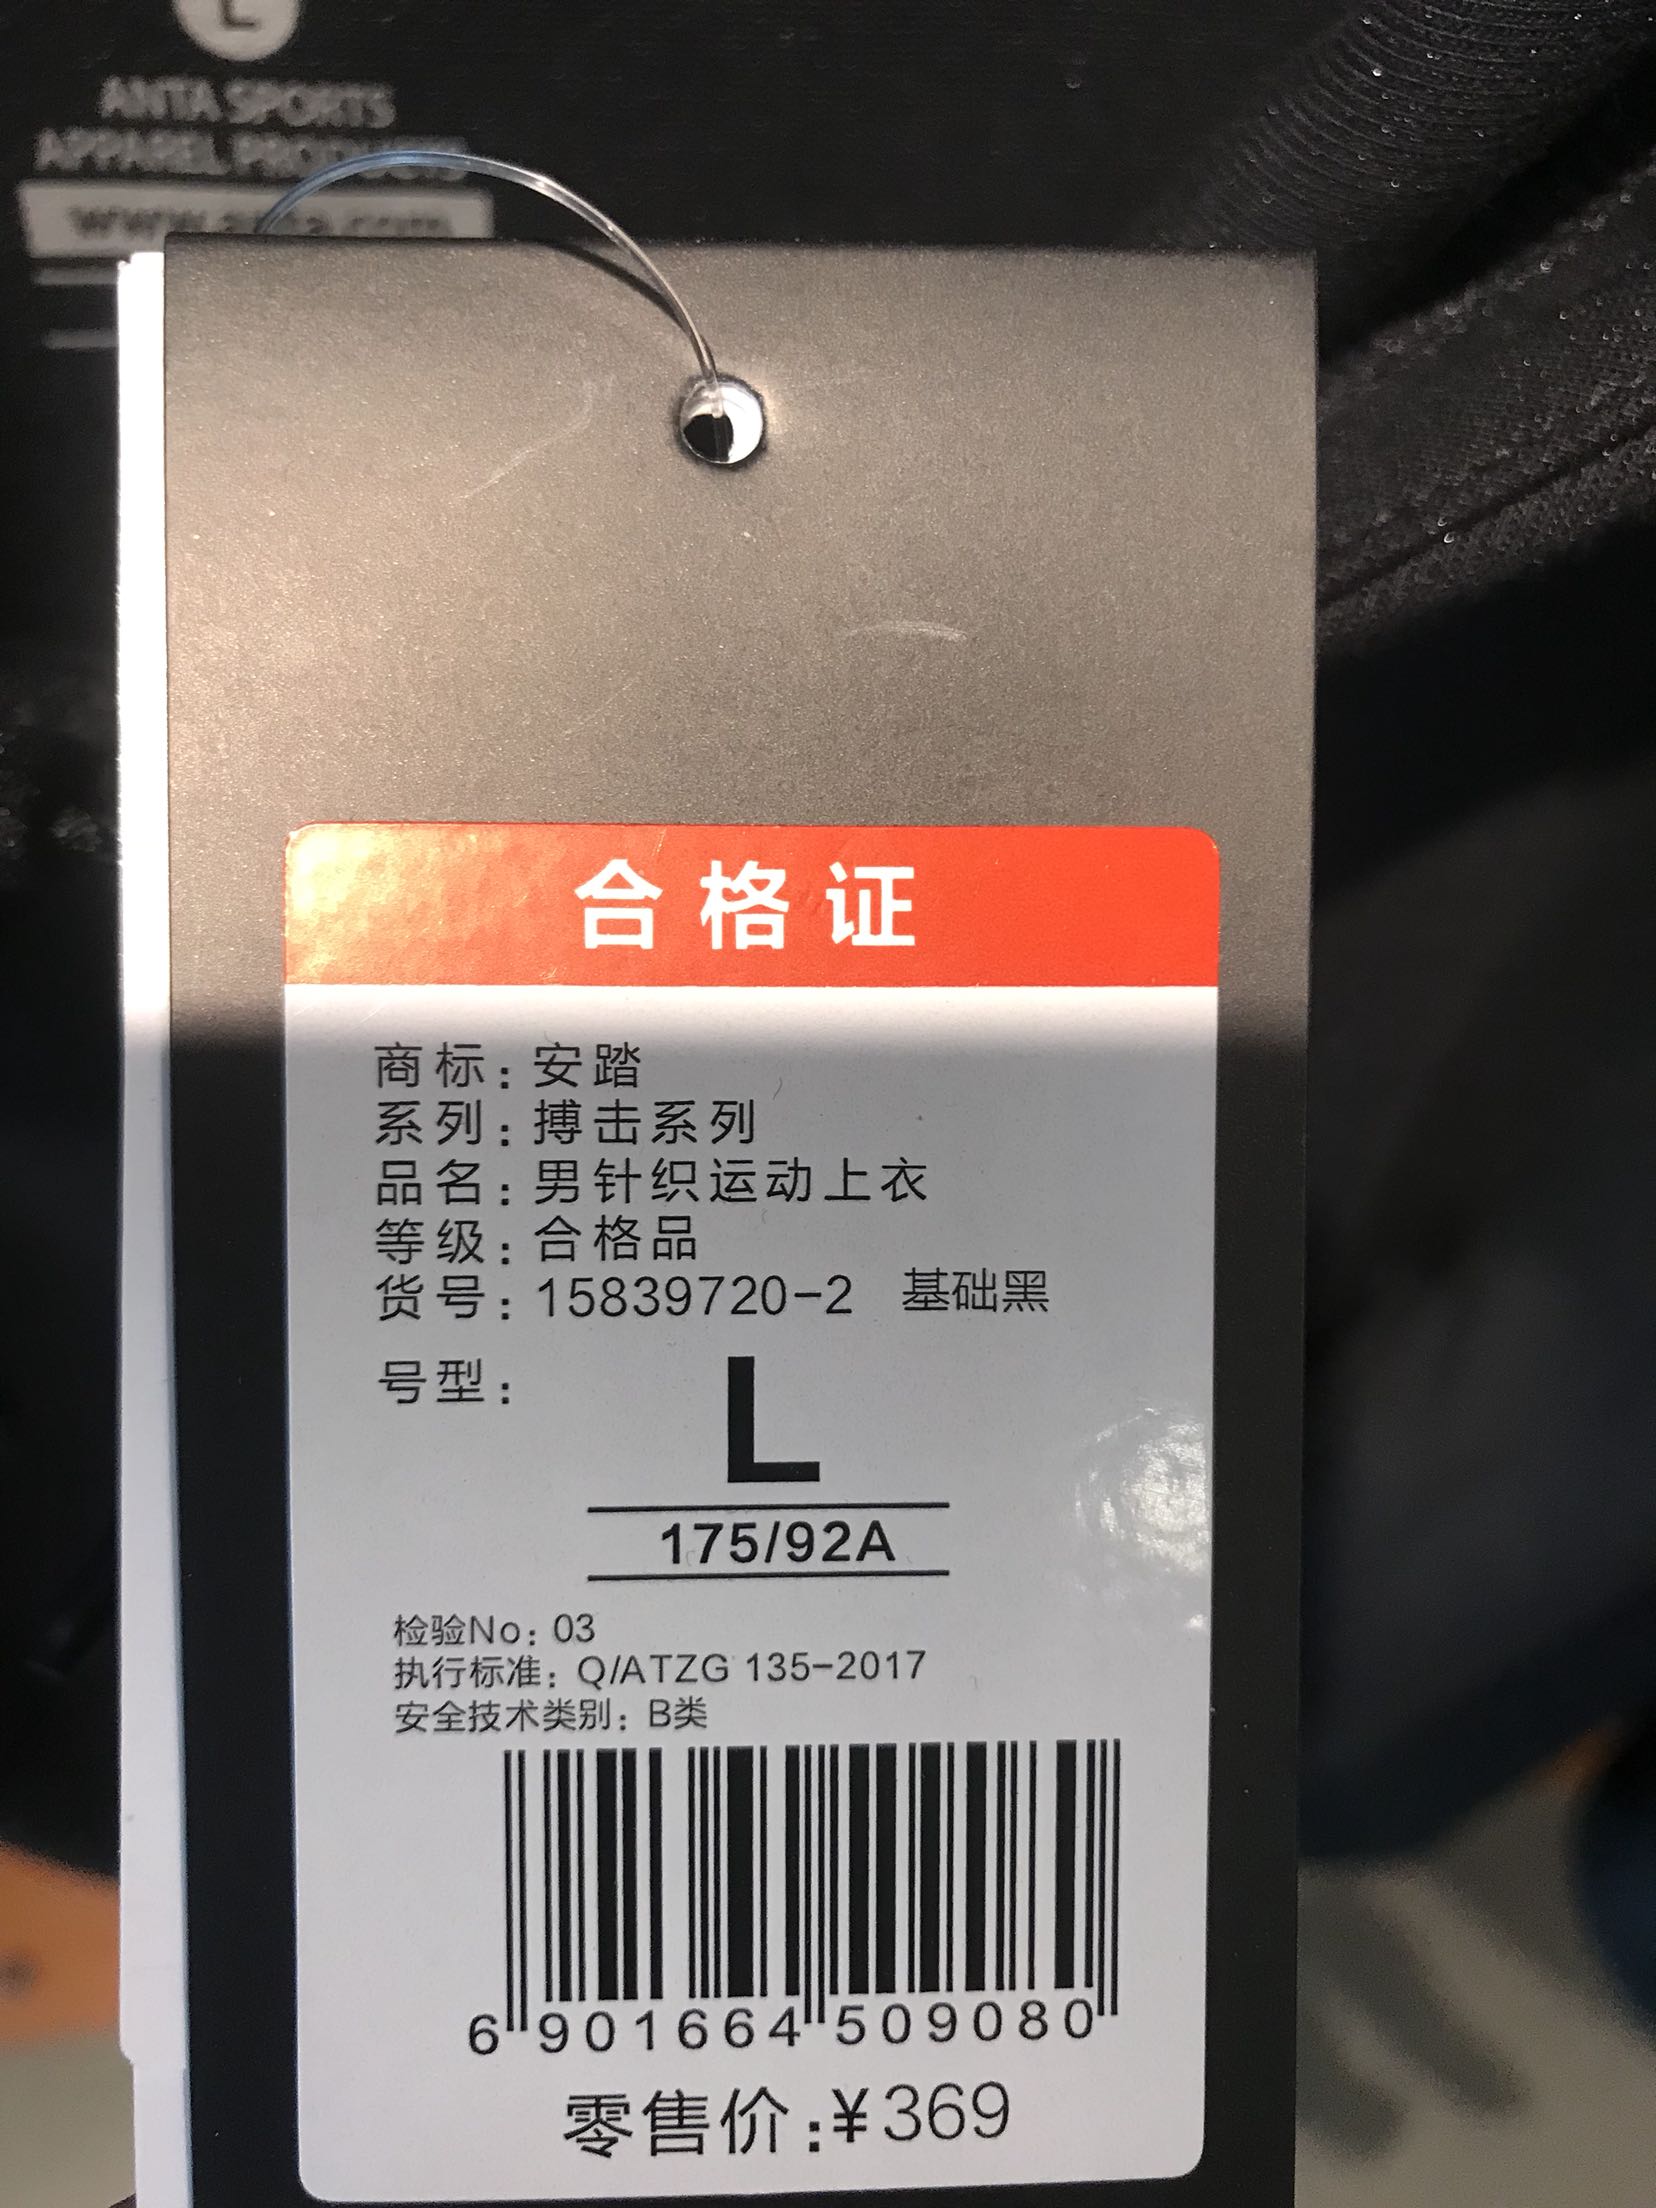 L
ANTA SPORTS
APPAREL PRODUCTS
合格证
商标：安踏
系列：搏击系列
品名：男针织运动上衣
等级：合格品
货号：15839720-2 基础黑
号型：
L
175/92A
检验No：03
执行标准：Q/ATZG 135-2017
安全技术类别：B类
6 901664 509080
零售价：¥369